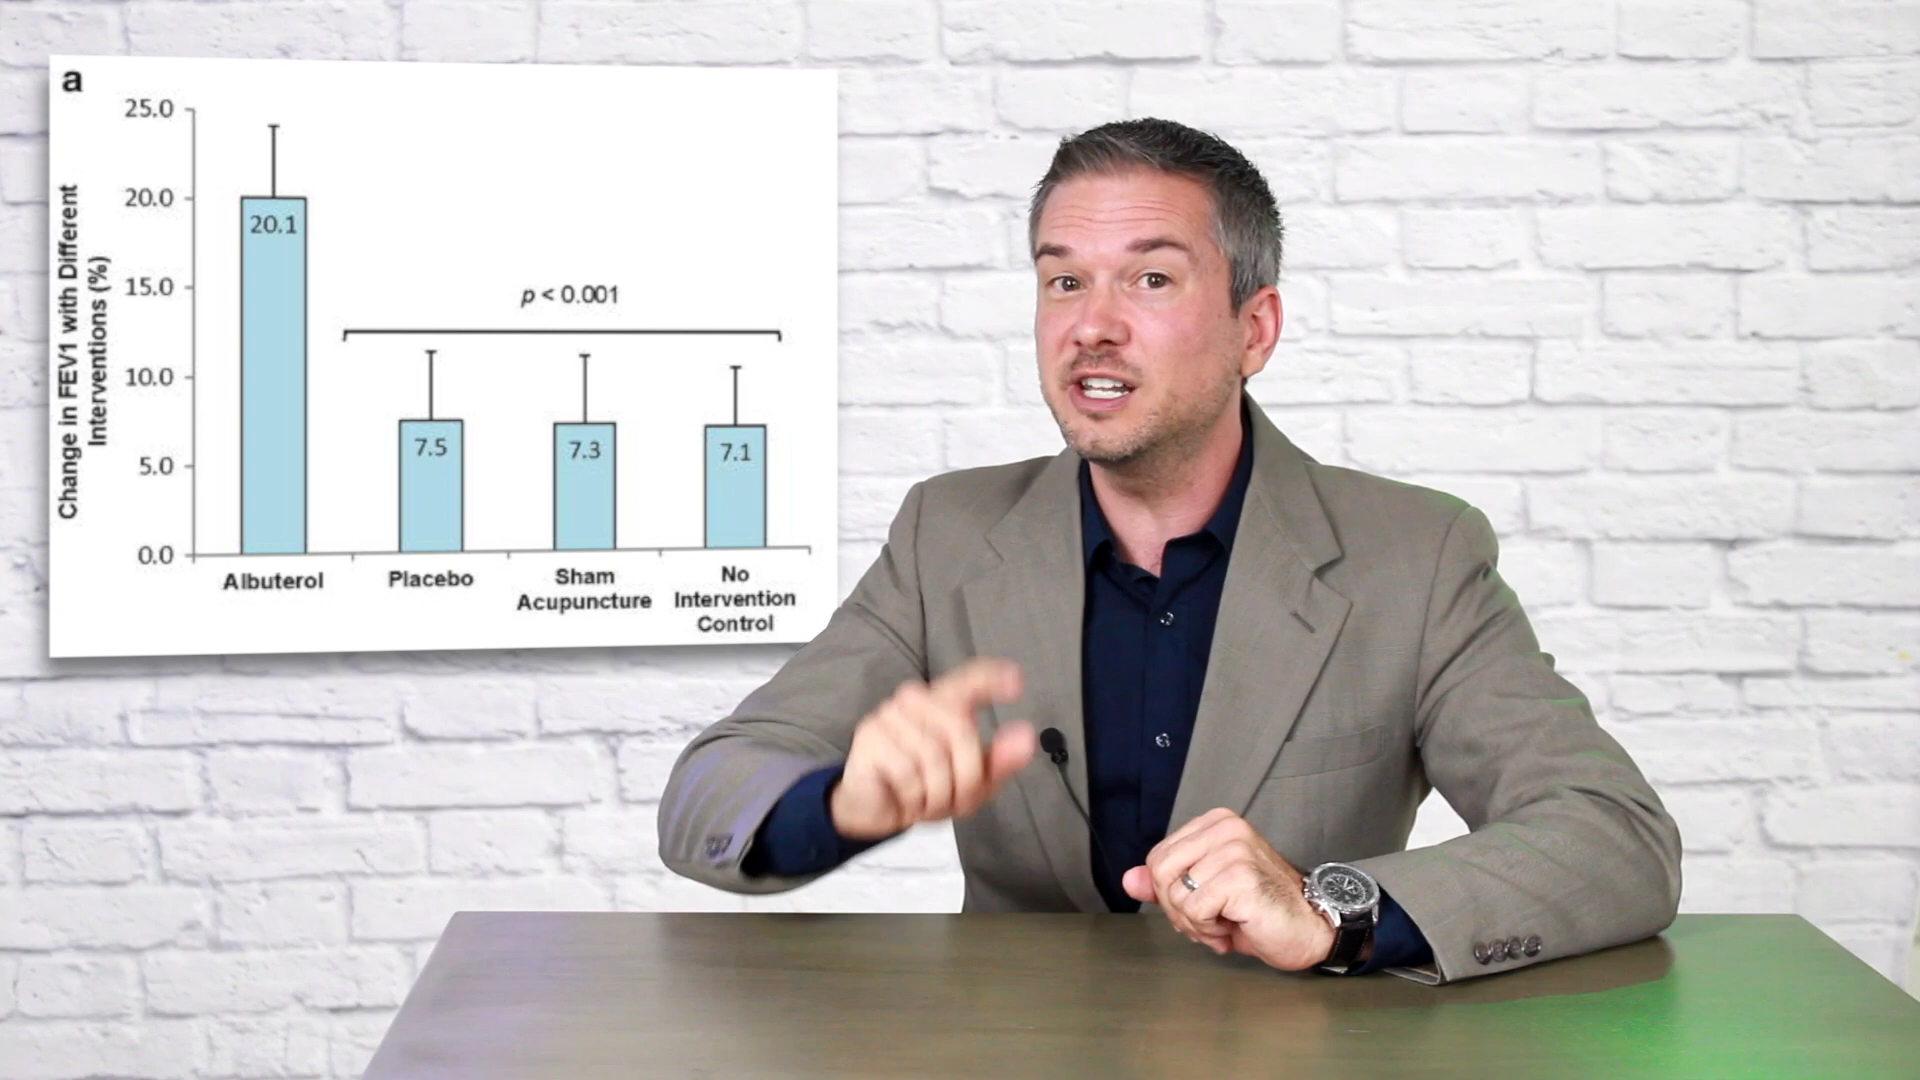 a
Change in FEV1 with Different
Interventions (%)
25.0
20.0
15.0
10.0
5.0
0.0
20.1
p < 0.001
7.5
7.3
7.1
Albuterol
Placebo
Sham
Acupuncture
No
Intervention
Control